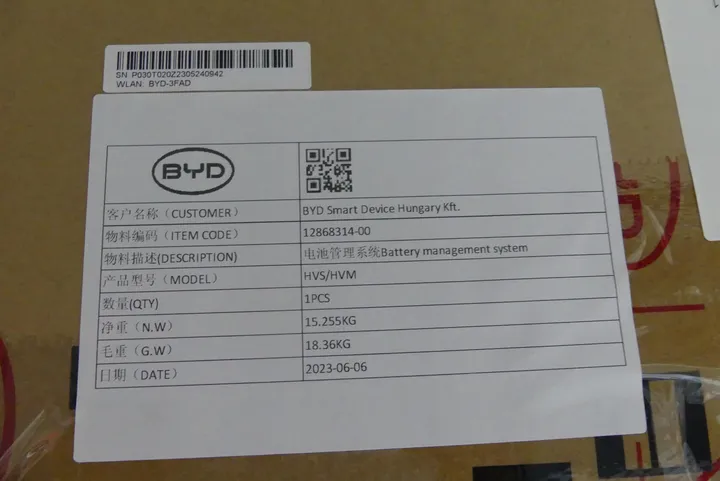 SN P030T020Z2305240942
WLAN: BYD-3FAD
BYD
客户名称（CUSTOMER） BYD Smart Device Hungary Kft.
物料编码（ITEM CODE） 12868314-00
物料描述(DESCRIPTION) 电池管理系统Battery management system
产品型号（MODEL） HVS/HVM
数量(QTY) 1PCS
净重（N.W） 15.255KG
毛重（G.W） 18.36KG
日期（DATE） 2023-06-06